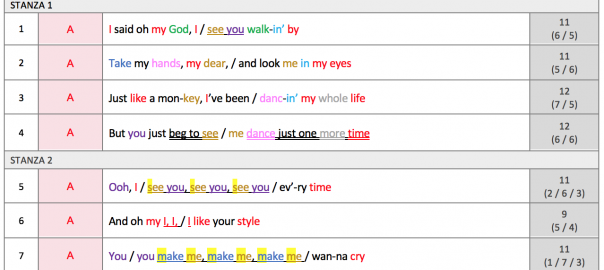 STANZA 1
1 A I said oh my God, I / see you walk-in' by 11
(6 / 5)
2 A Take my hands, my dear, / and look me in my eyes 11
(5 / 6)
3 A Just like a mon-key, I've been / danc-in' my whole life 12
(7 / 5)
4 A But you just beg to see / me dance just one more time 12
(6 / 6)
STANZA 2
5 A Ooh, I / see you, see you, see you / ev'-ry time 11
(2 / 6 / 3)
6 A And oh my I, I, / I like your style 9
(5 / 4)
7 A You / you make me, make me, make me / wan-na cry 11
(1 / 7 / 3)